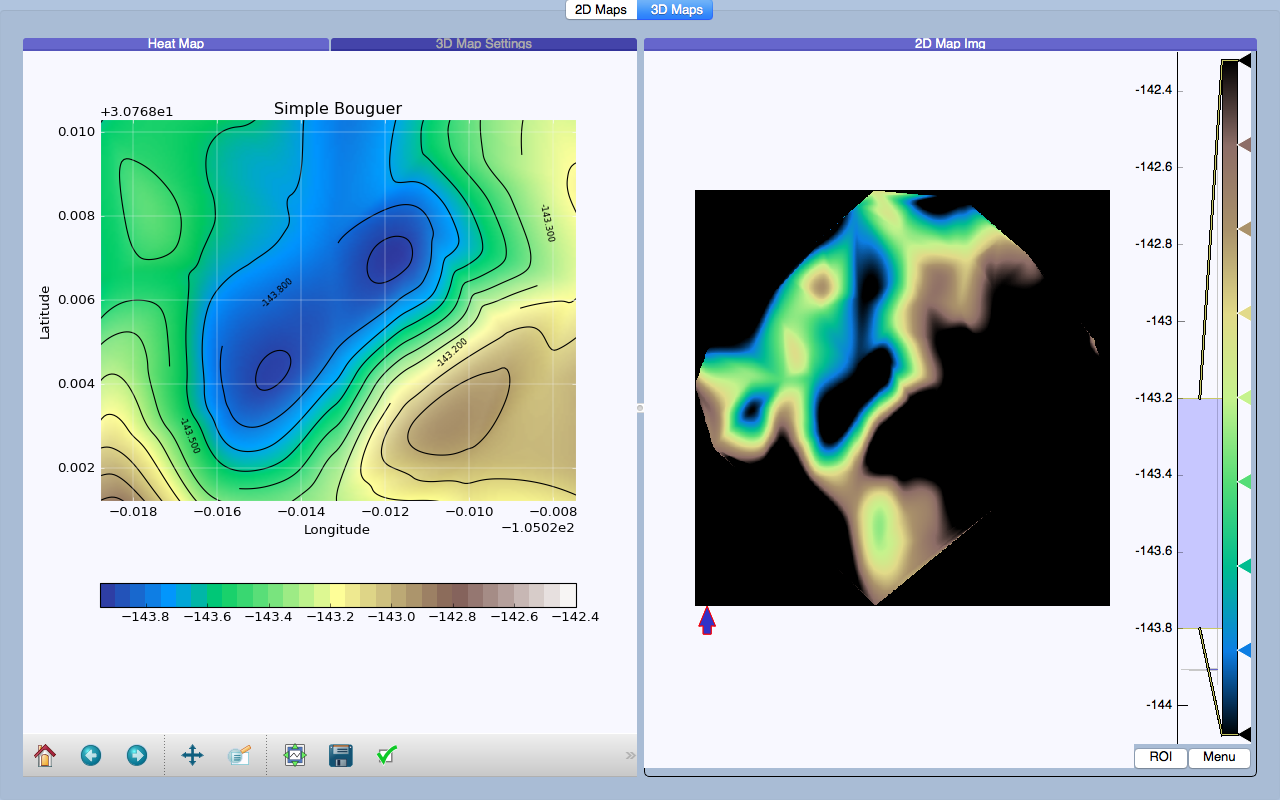 2D Maps 3D Maps
Heat Map 3D Map Settings 2D Map Img
+3.0768e1 Simple Bouguer
0.010
0.008
0.006
0.004
0.002
Latitude
-143.300
-143.800
-143.200
-143.500
−0.018 −0.016 −0.014 −0.012 −0.010 −0.008
Longitude −1.0502e2
−143.8 −143.6 −143.4 −143.2 −143.0 −142.8 −142.6 −142.4
-142.4
-142.6
-142.8
-143
-143.2
-143.4
-143.6
-143.8
-144
ROI Menu
»